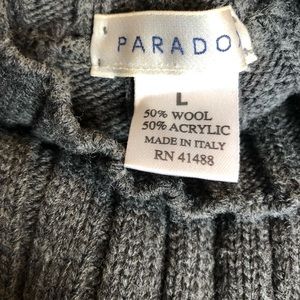 PARADO
L
50% WOOL
50% ACRYLIC
MADE IN ITALY
RN 41488